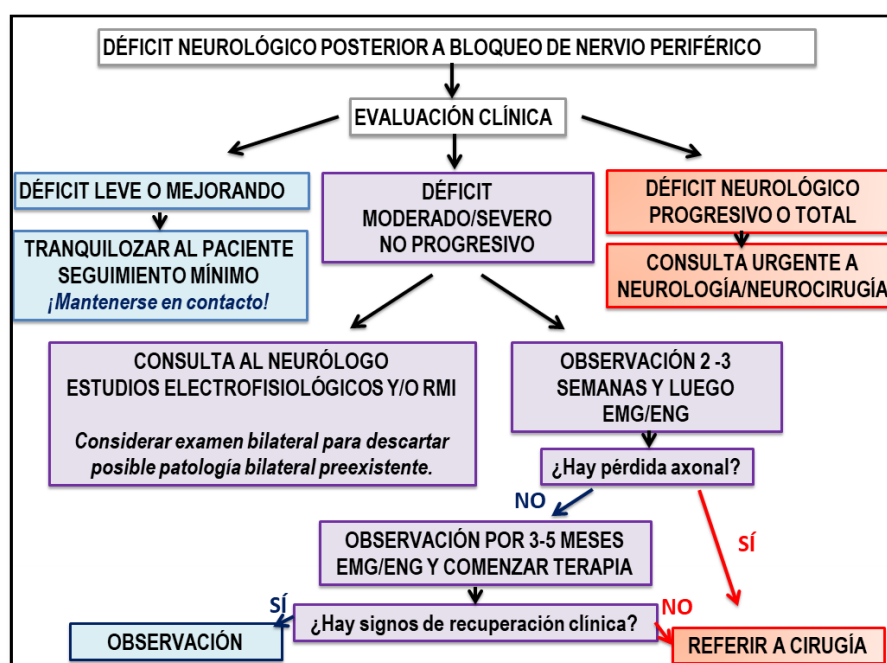 DÉFICIT NEUROLÓGICO POSTERIOR A BLOQUEO DE NERVIO PERIFÉRICO
EVALUACIÓN CLÍNICA
DÉFICIT LEVE O MEJORANDO
TRANQUILOZAR AL PACIENTE
SEGUIMIENTO MÍNIMO
¡Mantenerse en contacto!
DÉFICIT
MODERADO/SEVERO
NO PROGRESIVO
DÉFICIT NEUROLÓGICO
PROGRESIVO O TOTAL
CONSULTA URGENTE A
NEUROLOGÍA/NEUROCIRUGÍA
CONSULTA AL NEURÓLOGO
ESTUDIOS ELECTROFISIOLÓGICOS Y/O RMI
Considerar examen bilateral para descartar
posible patología bilateral preexistente.
OBSERVACIÓN 2 -3
SEMANAS Y LUEGO
EMG/ENG
¿Hay pérdida axonal?
NO
SÍ
OBSERVACIÓN POR 3-5 MESES
EMG/ENG Y COMENZAR TERAPIA
¿Hay signos de recuperación clínica?
SÍ
NO
OBSERVACIÓN
REFERIR A CIRUGÍA